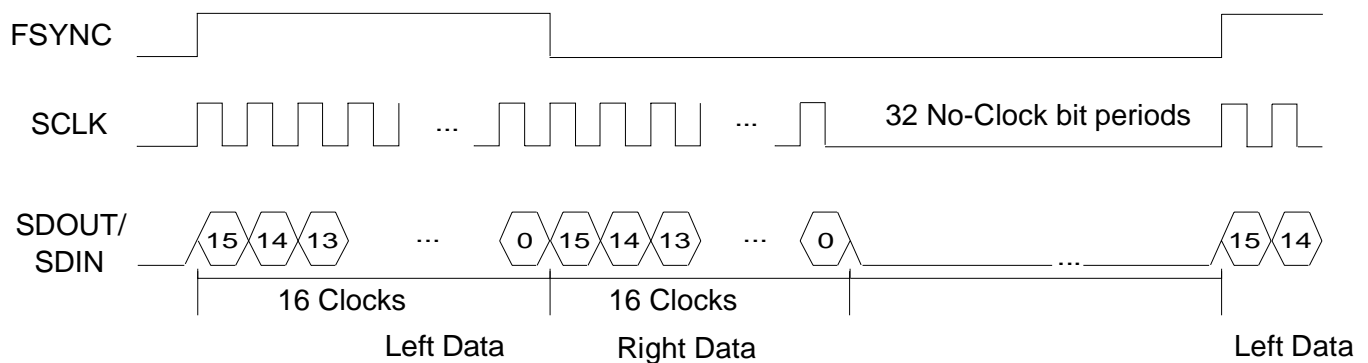 FSYNC
SCLK
... ... 32 No-Clock bit periods
SDOUT/
SDIN
15 14 13 ... 0 15 14 13 ... 0 ... 15 14
16 Clocks 16 Clocks
Left Data Right Data Left Data